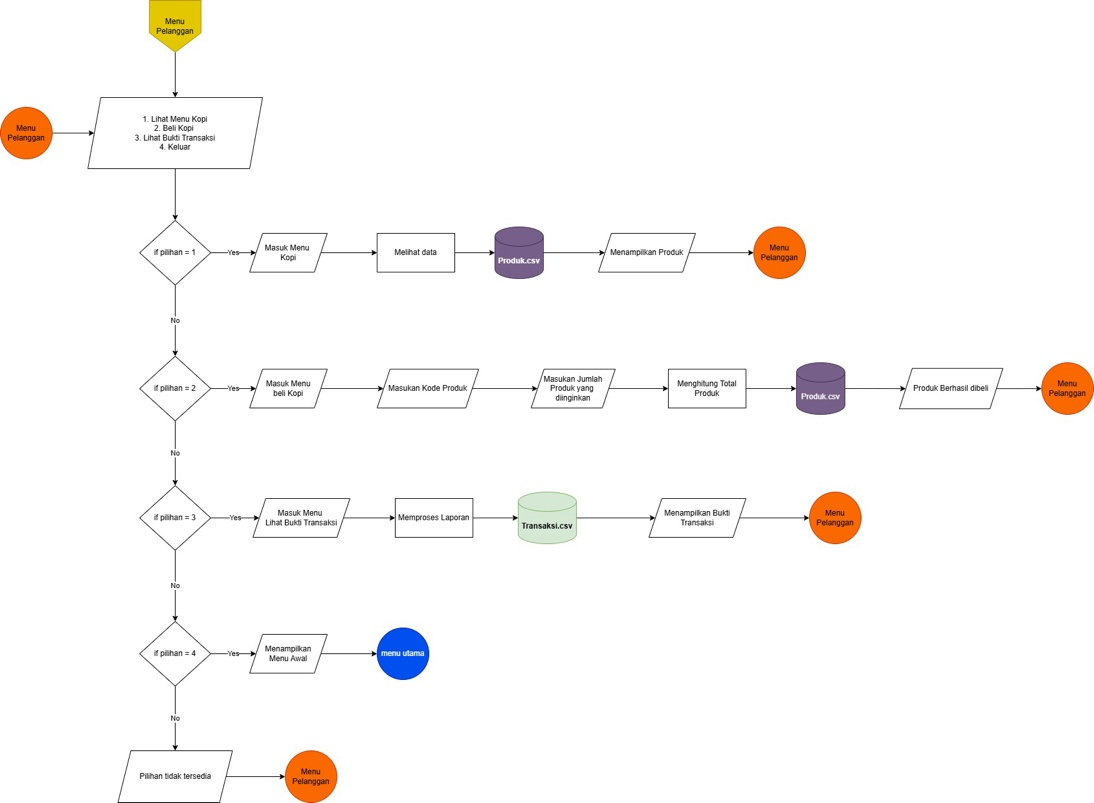 Menu
Pelanggan
Menu
Pelanggan
1. Lihat Menu Kopi
2. Beli Kopi
3. Lihat Bukti Transaksi
4. Keluar
if pilihan = 1
Yes
Masuk Menu
Kopi
Melihat data
Produk.csv
Menampilkan Produk
Menu
Pelanggan
No
if pilihan = 2
Yes
Masuk Menu
beli Kopi
Masukan Kode Produk
Masukan Jumlah
Produk yang
diinginkan
Menghitung Total
Produk
Produk.csv
Produk Berhasil dibeli
Menu
Pelanggan
No
if pilihan = 3
Yes
Masuk Menu
Lihat Bukti Transaksi
Memproses Laporan
Transaksi.csv
Menampilkan Bukti
Transaksi
Menu
Pelanggan
No
if pilihan = 4
Yes
Menampilkan
Menu Awal
menu utama
No
Pilihan tidak tersedia
Menu
Pelanggan